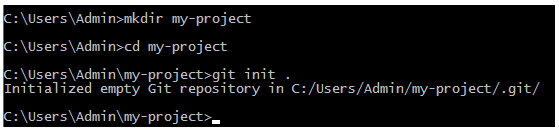 C:\Users\Admin>mkdir my-project
C:\Users\Admin>cd my-project
C:\Users\Admin\my-project>git init .
Initialized empty Git repository in C:/Users/Admin/my-project/.git/
C:\Users\Admin\my-project>